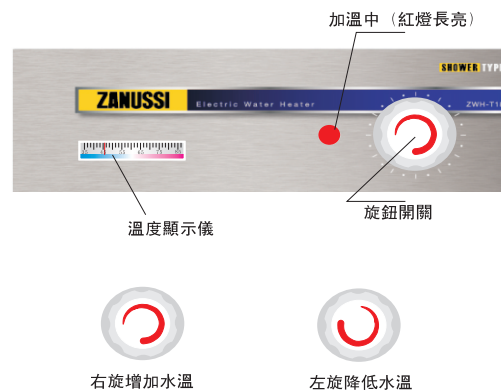 加溫中（紅燈長亮）
SHOWER TYPE
ZANUSSI
Electric Water Heater
ZWH-T1
溫度顯示儀
旋鈕開關
右旋增加水溫
左旋降低水溫